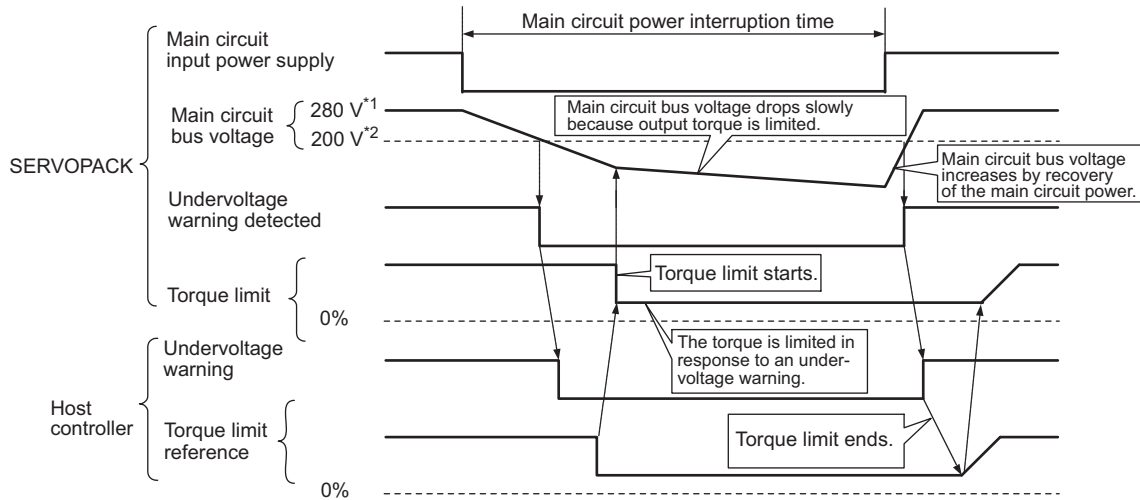 Main circuit power interruption time
Main circuit
input power supply
Main circuit
bus voltage
280 V*1
200 V*2
Main circuit bus voltage drops slowly
because output torque is limited.
Main circuit bus voltage
increases by recovery
of the main circuit power.
SERVOPACK
Undervoltage
warning detected
Torque limit
0%
Torque limit starts.
The torque is limited in
response to an under-
voltage warning.
Host
controller
Undervoltage
warning
Torque limit
reference
0%
Torque limit ends.